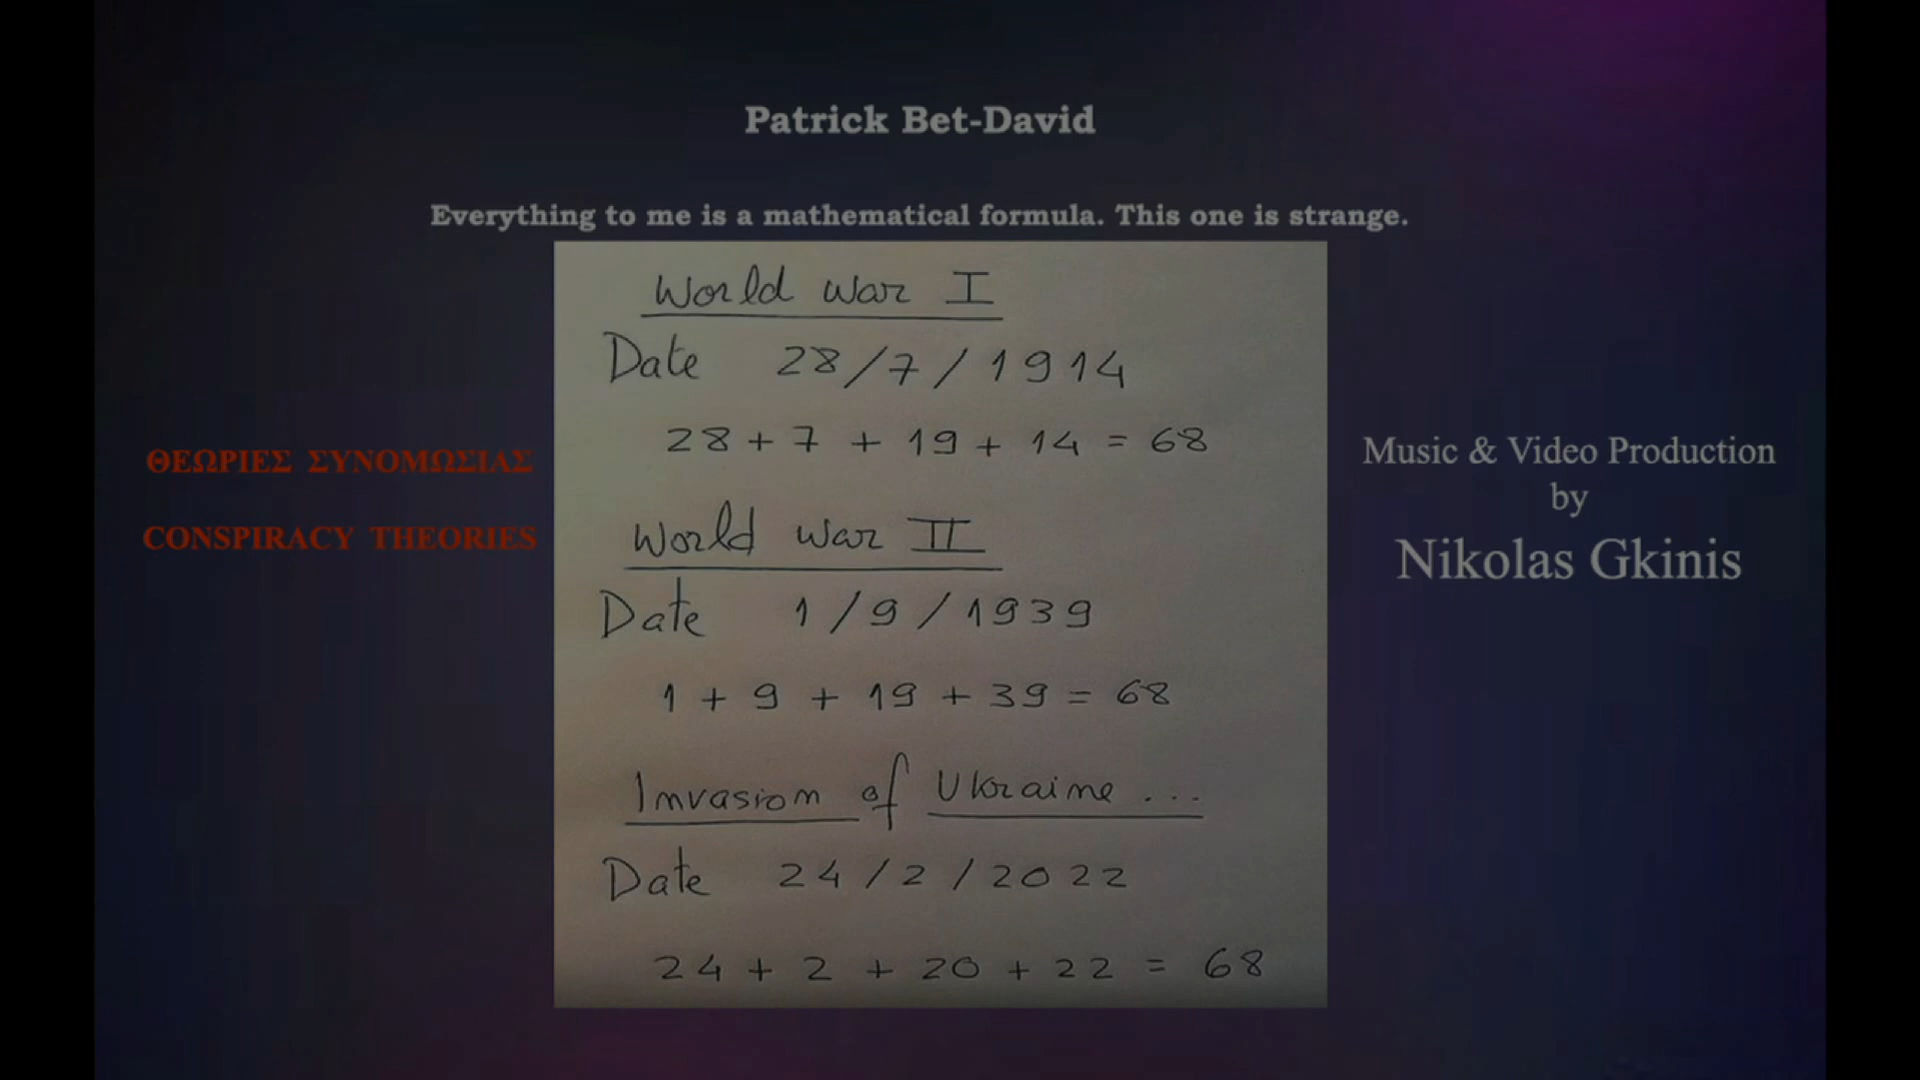 Patrick Bet-David
Everything to me is a mathematical formula. This one is strange.
World War I
Date 28/7/1914
28 + 7 + 19 + 14 = 68
World War II
Date 1/9/1939
1 + 9 + 19 + 39 = 68
Invasion of Ukraine...
Date 24/2/2022
24 + 2 + 20 + 22 = 68
ΘΕΩΡΙΕΣ ΣΥΝΟΜΩΣΙΑΣ
CONSPIRACY THEORIES
Music & Video Production
by
Nikolas Gkinis